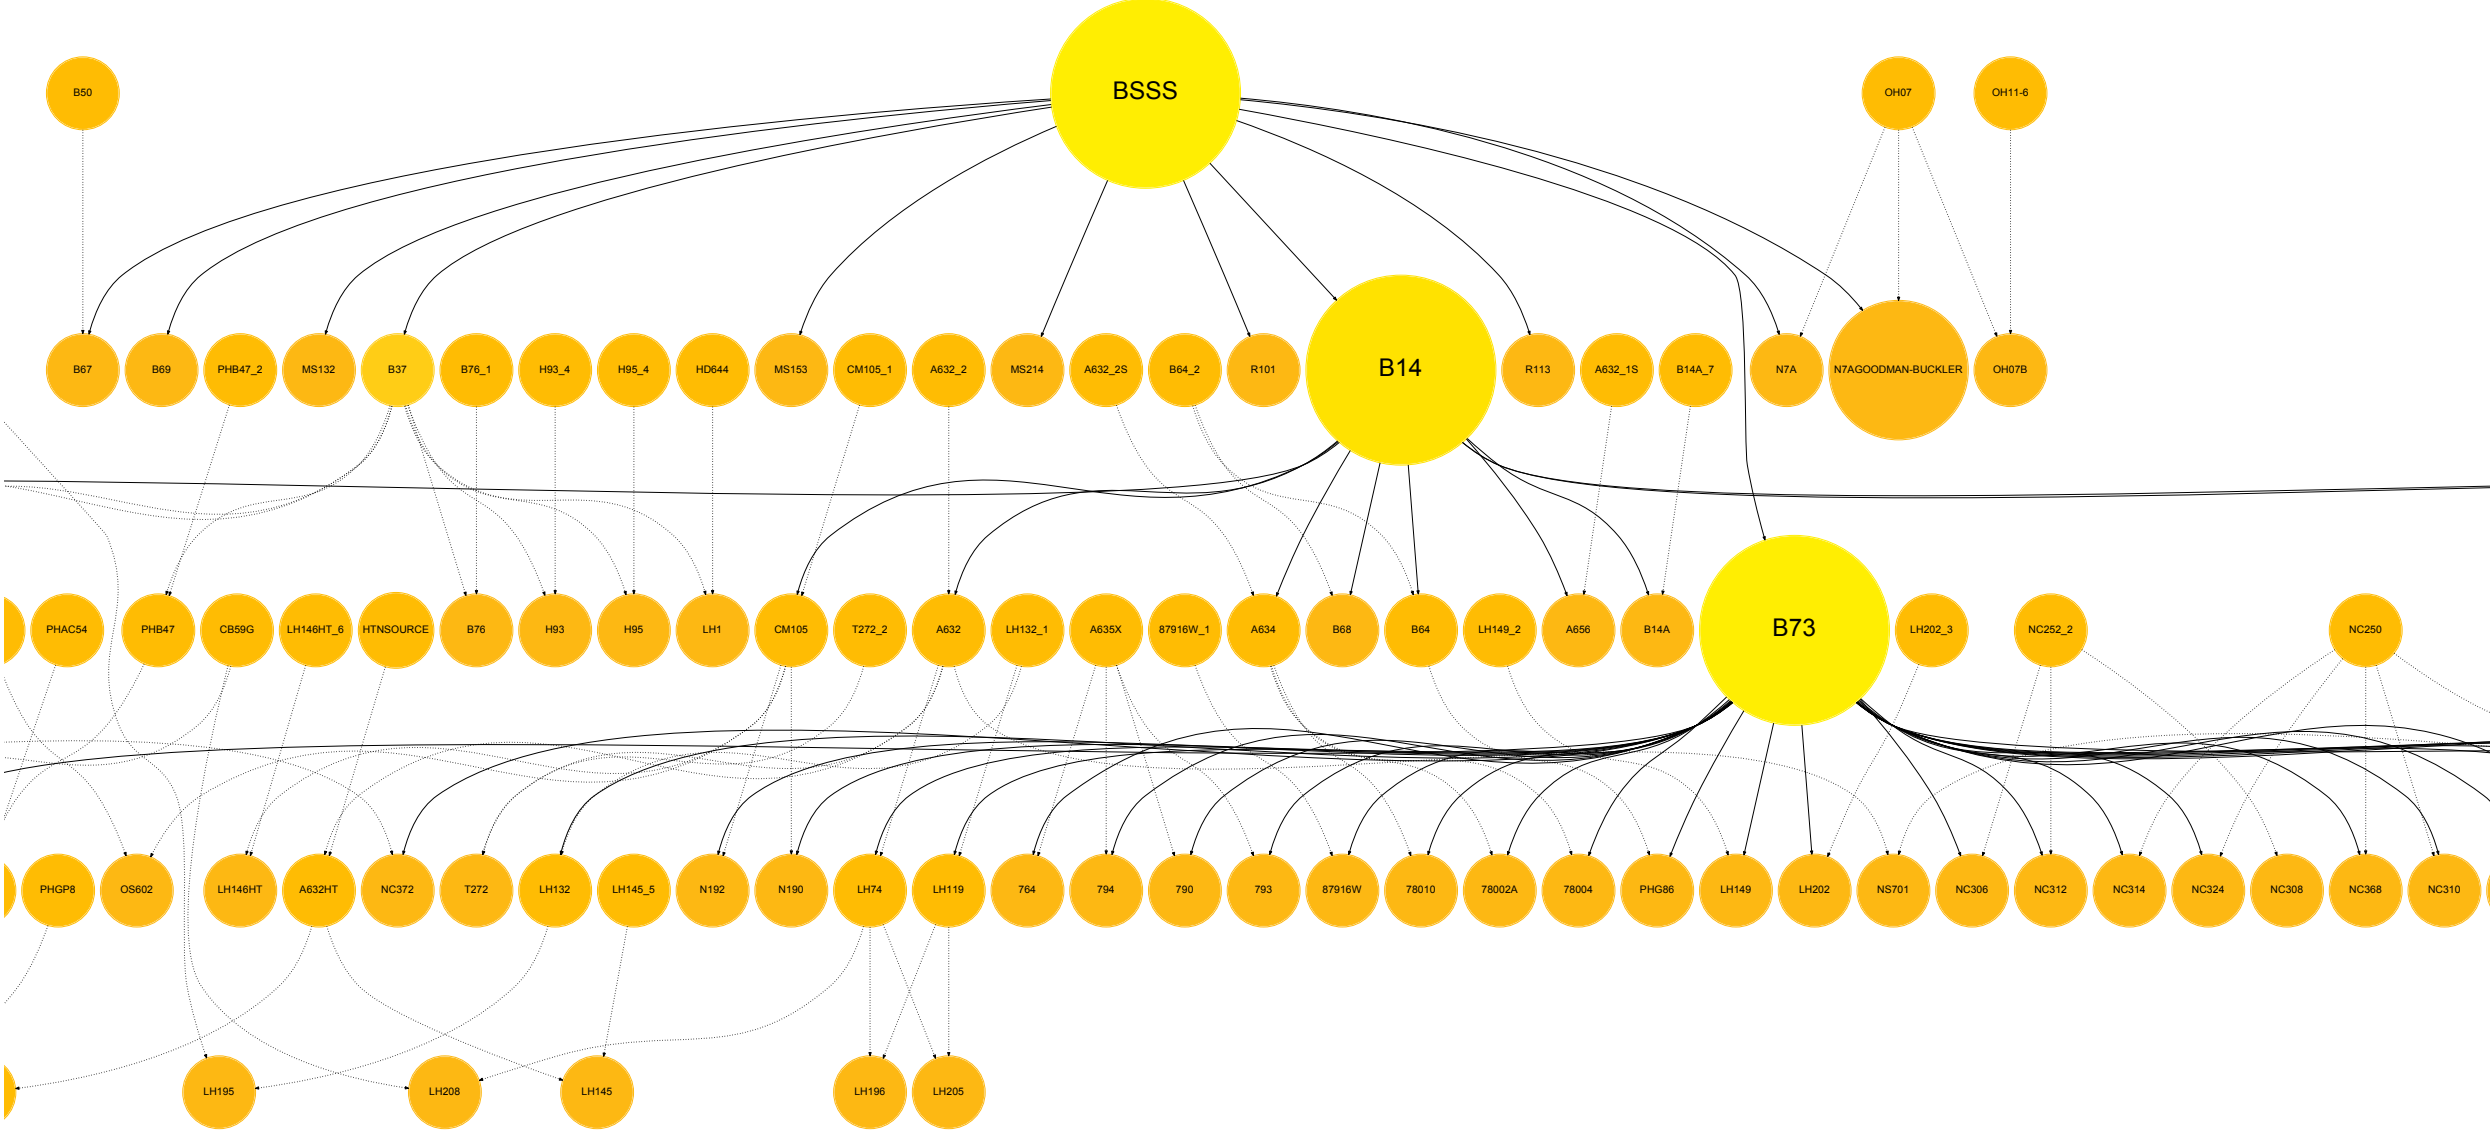 BSSS
B50
OH07
OH11-6
B67
B69
PHB47_2
MS132
B37
B76_1
H93_4
H95_4
HD644
MS153
CM105_1
A632_2
MS214
A632_2S
B64_2
R101
B14
R113
A632_1S
B14A_7
N7A
N7AGOODMAN-BUCKLER
OH07B
PHAC54
PHB47
CB59G
LH146HT_6
HTNSOURCE
B76
H93
H95
LH1
CM105
T272_2
A632
LH132_1
A635X
87916W_1
A634
B68
B64
LH149_2
A656
B14A
B73
LH202_3
NC252_2
NC250
PHGP8
OS602
LH146HT
A632HT
NC372
T272
LH132
LH145_5
N192
N190
LH74
LH119
764
794
790
793
87916W
78010
78002A
78004
PHG86
LH149
LH202
NS701
NC306
NC312
NC314
NC324
NC308
NC368
NC310
LH195
LH208
LH145
LH196
LH205